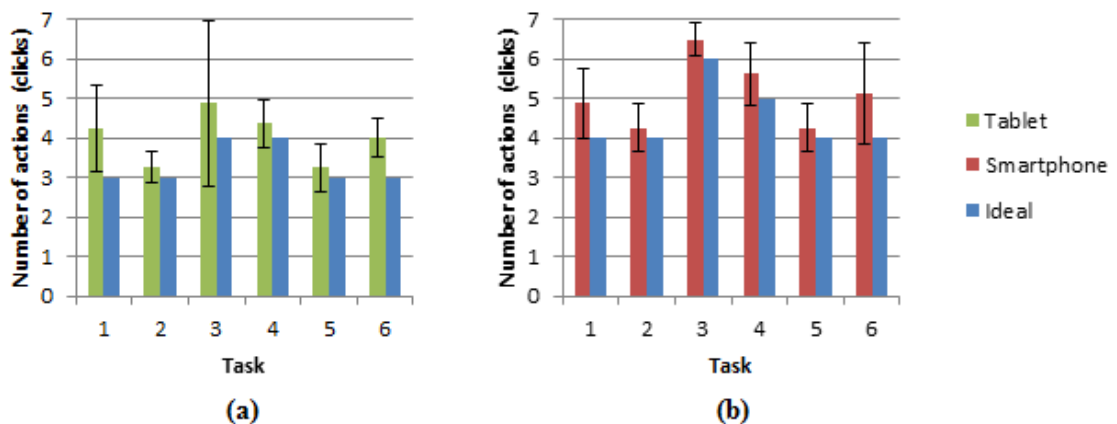 Number of actions (clicks)
7
6
5
4
3
2
1
0
1 2 3 4 5 6
Task
(a)
Number of actions (clicks)
7
6
5
4
3
2
1
0
1 2 3 4 5 6
Task
(b)
Tablet
Smartphone
Ideal